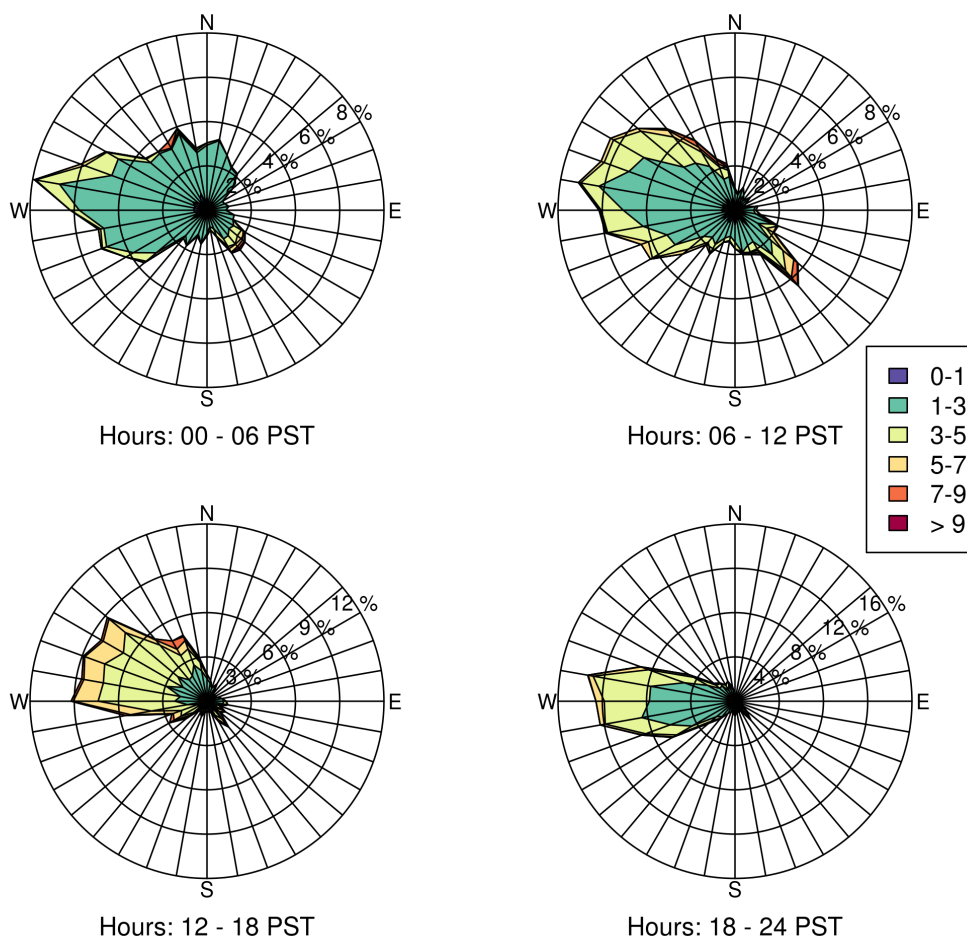 N
8 %
6 %
4 %
2 %
W
E
S
Hours: 00 - 06 PST
N
8 %
6 %
4 %
2 %
W
E
S
Hours: 06 - 12 PST
0-1
1-3
3-5
5-7
7-9
> 9
N
12 %
9 %
6 %
3 %
W
E
S
Hours: 12 - 18 PST
N
16 %
12 %
8 %
4 %
W
E
S
Hours: 18 - 24 PST